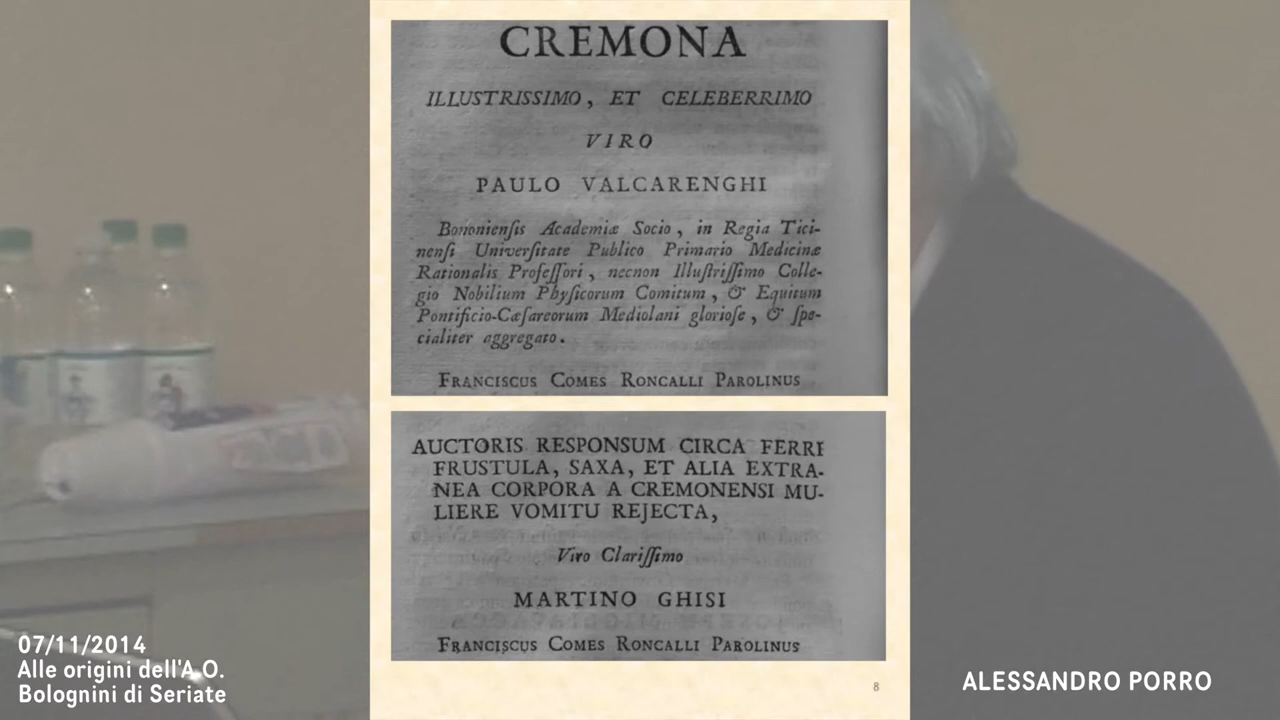 CREMONA
ILLUSTRISSIMO, ET CELEBERRIMO
VIRO
PAULO VALCARENGHI
Bononienſis Academiæ Socio, in Regia Tici-
nenſi Univerſitate Publico Primario Medicinæ
Rationalis Profeſſori, necnon Illuſtriſſimo Colle-
gio Nobilium Phyſicorum Comitum, & Equitum
Pontificio-Cæſareorum Mediolani glorioſe, & ſpe-
cialiter aggregato.
FRANCISCUS COMES RONCALLI PAROLINUS
AUCTORIS RESPONSUM CIRCA FERRI
FRUSTULA, SAXA, ET ALIA EXTRA-
NEA CORPORA A CREMONENSI MU-
LIERE VOMITU REJECTA,
Viro Clariſſimo
MARTINO GHISI
FRANCISCUS COMES RONCALLI PAROLINUS
8
07/11/2014
Alle origini dell'A.O.
Bolognini di Seriate
ALESSANDRO PORRO